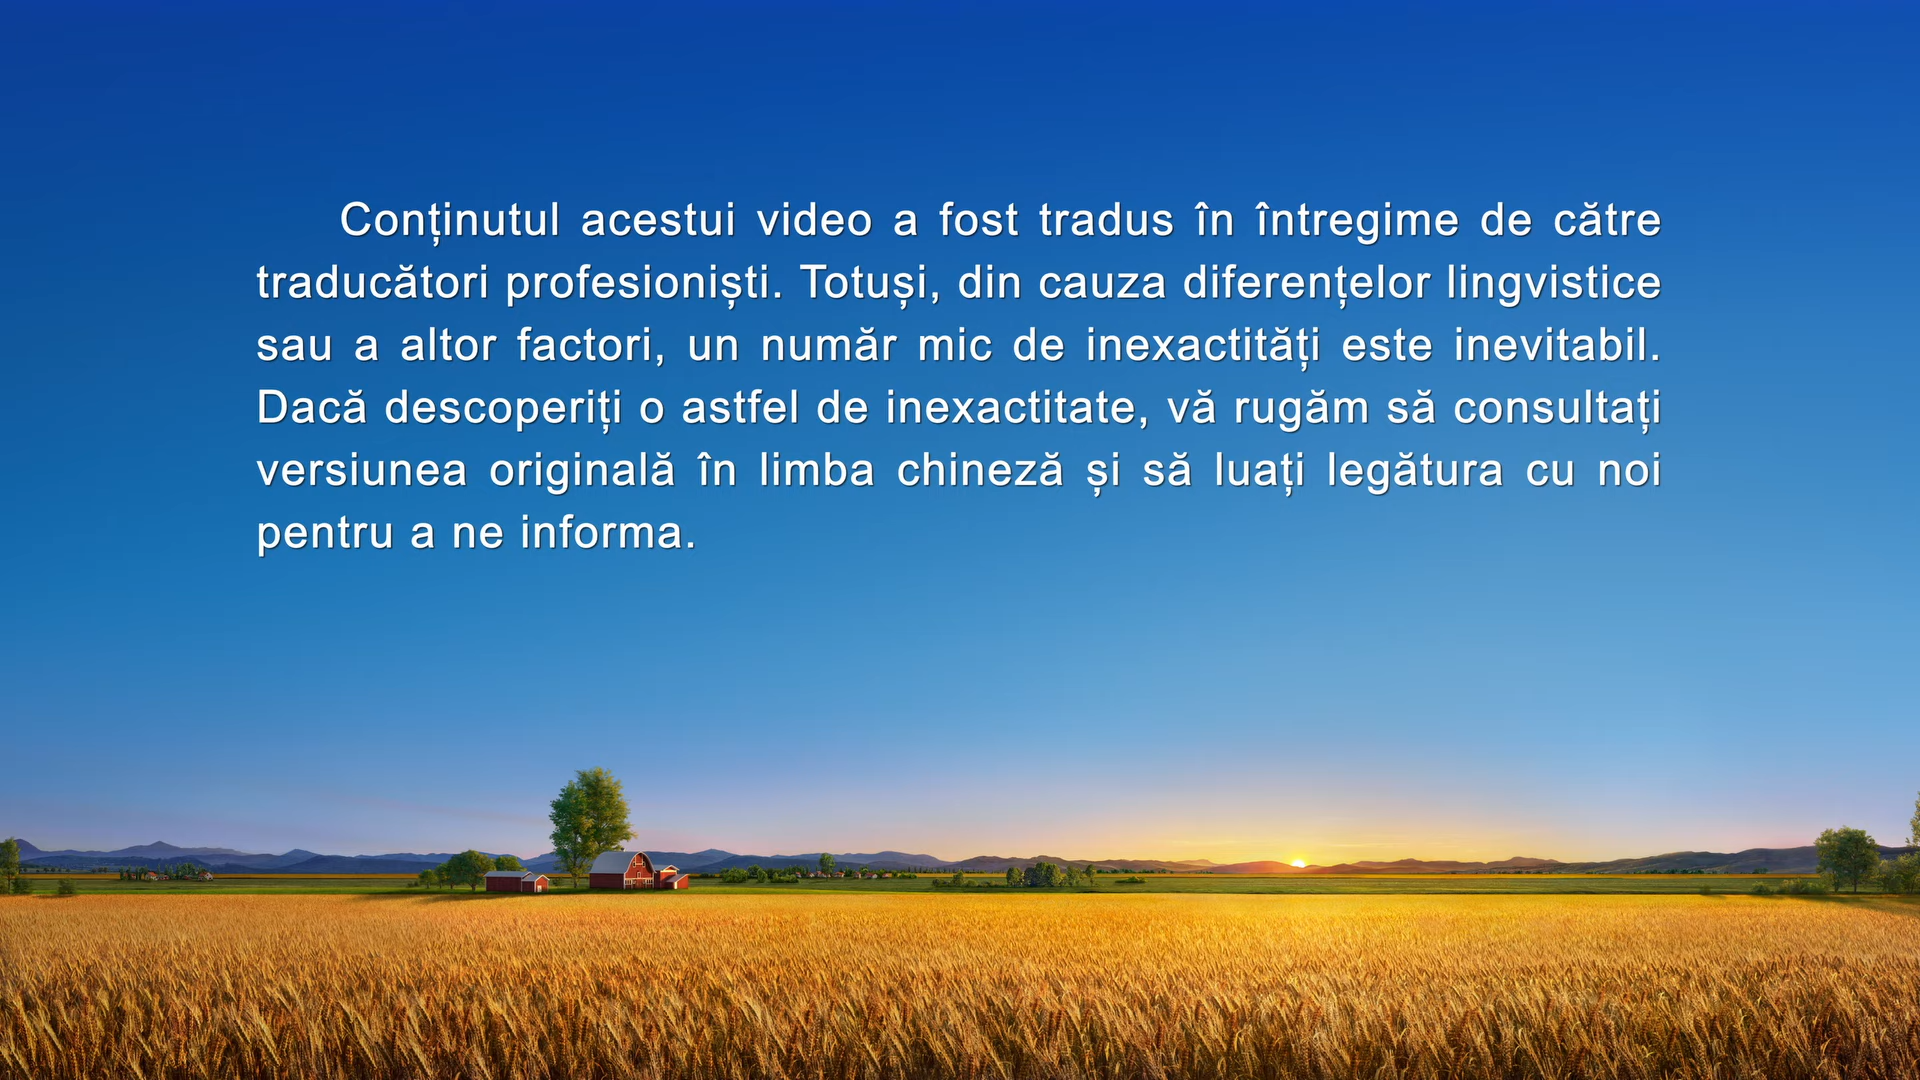 Conținutul acestui video a fost tradus în întregime de către
traducători profesioniști. Totuși, din cauza diferențelor lingvistice
sau a altor factori, un număr mic de inexactități este inevitabil.
Dacă descoperiți o astfel de inexactitate, vă rugăm să consultați
versiunea originală în limba chineză și să luați legătura cu noi
pentru a ne informa.